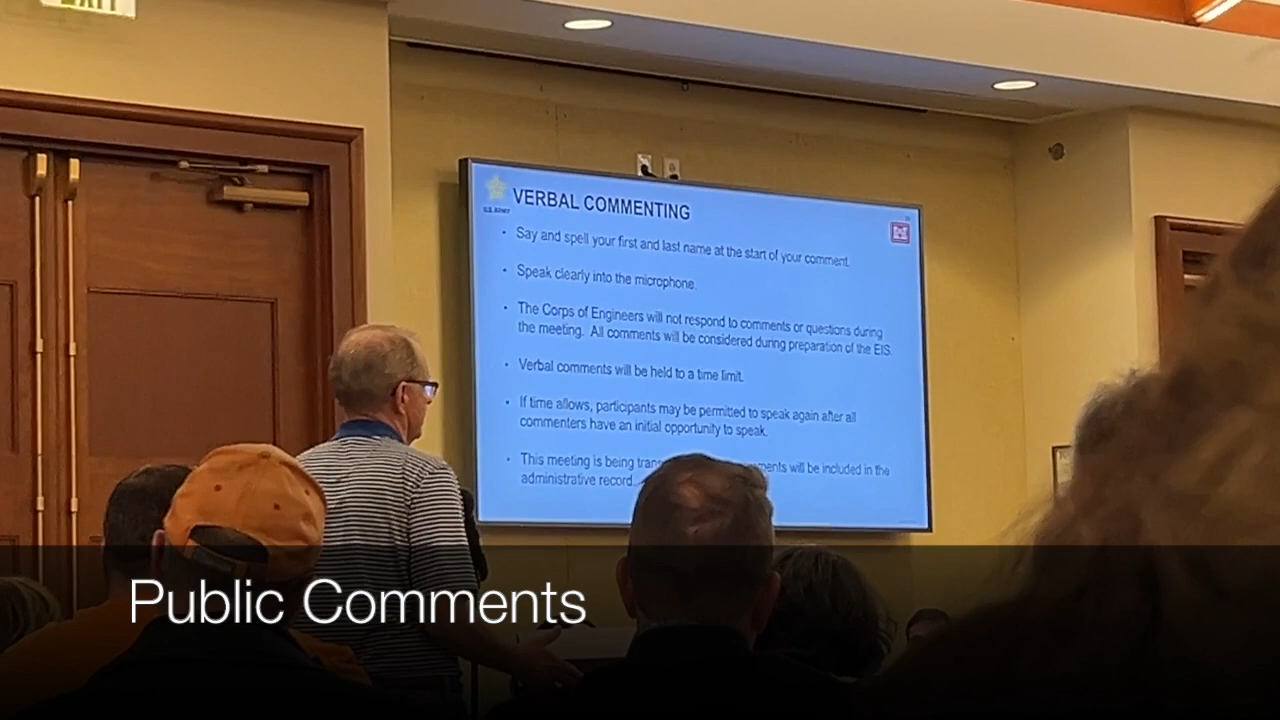 EXIT
VERBAL COMMENTING
U.S. ARMY
• Say and spell your first and last name at the start of your comment.
• Speak clearly into the microphone.
• The Corps of Engineers will not respond to comments or questions during
the meeting. All comments will be considered during preparation of the EIS.
• Verbal comments will be held to a time limit.
• If time allows, participants may be permitted to speak again after all
commenters have an initial opportunity to speak.
• This meeting is being will be included in the
administrative record.
Public Comments